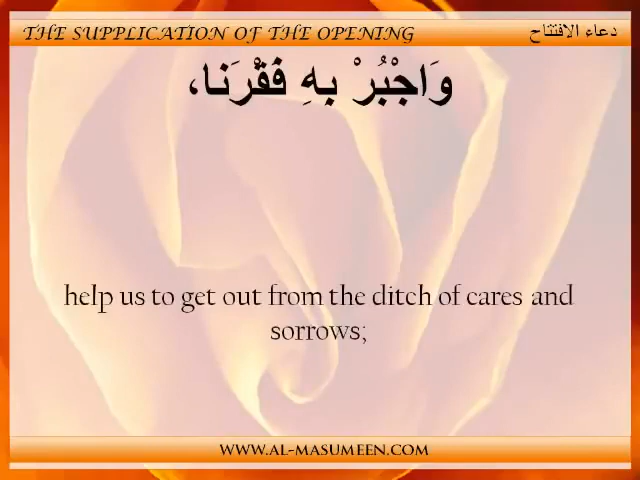 THE SUPPLICATION OF THE OPENING دعاء الافتتاح
وَاجْبُرْ بِهِ فَقْرَنَا،
help us to get out from the ditch of cares and
sorrows;
WWW.AL-MASUMEEN.COM